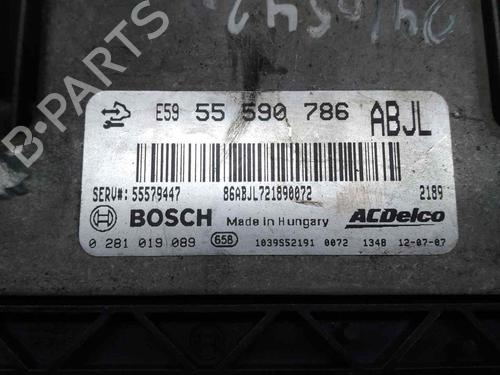 E59 55 590 786 ABJL
SERV#: 55579447 86ABJL721890072 2189
BOSCH Made in Hungary ACDelco
0 281 019 089 658 1039S52191 0072 1348 12-07-07
B-PARTS